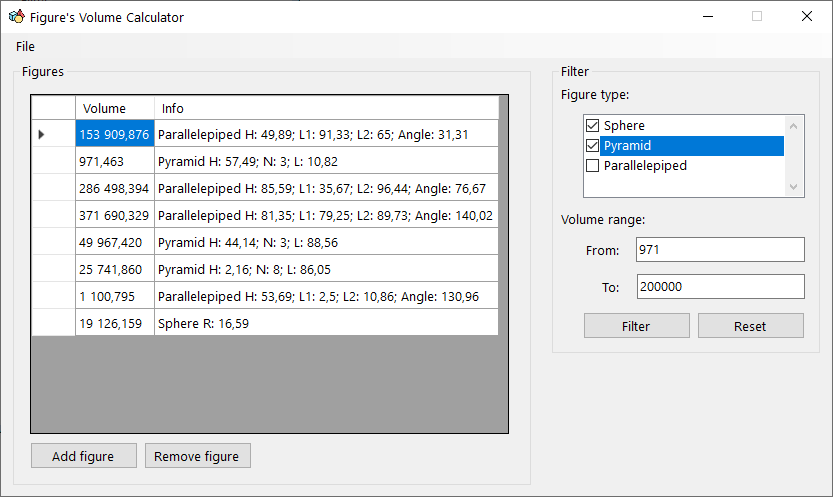 Figure's Volume Calculator
File
Figures
Volume Info
153 909,876 Parallelepiped H: 49,89; L1: 91,33; L2: 65; Angle: 31,31
971,463 Pyramid H: 57,49; N: 3; L: 10,82
286 498,394 Parallelepiped H: 85,59; L1: 35,67; L2: 96,44; Angle: 76,67
371 690,329 Parallelepiped H: 81,35; L1: 79,25; L2: 89,73; Angle: 140,02
49 967,420 Pyramid H: 44,14; N: 3; L: 88,56
25 741,860 Pyramid H: 2,16; N: 8; L: 86,05
1 100,795 Parallelepiped H: 53,69; L1: 2,5; L2: 10,86; Angle: 130,96
19 126,159 Sphere R: 16,59
Add figure Remove figure
Filter
Figure type:
Sphere
Pyramid
Parallelepiped
Volume range:
From: 971
To: 200000
Filter Reset